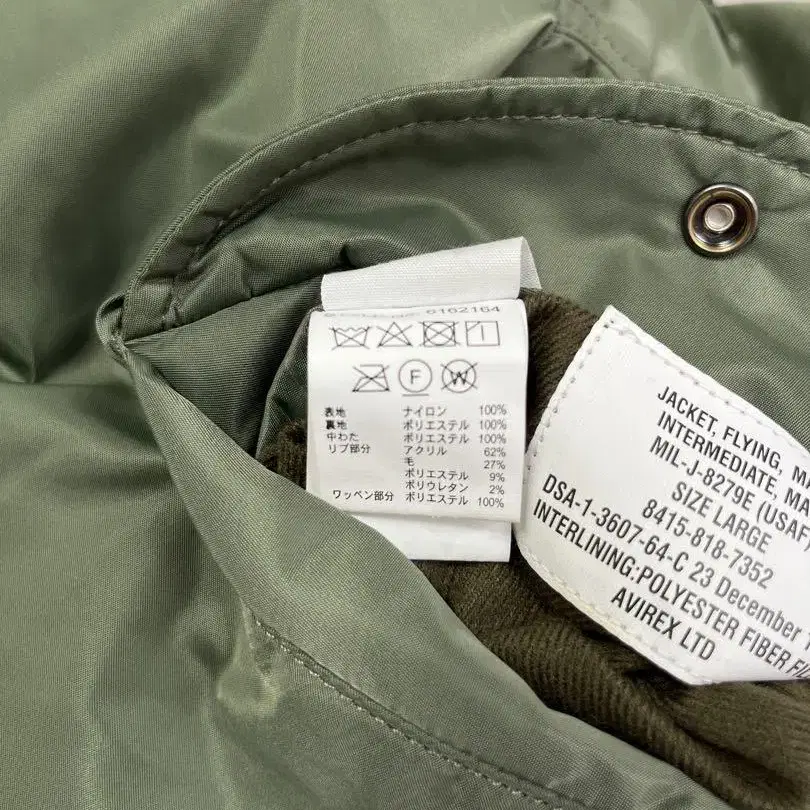 6162164
F W
表地 ナイロン 100%
裏地 ポリエステル 100%
中わた ポリエステル 100%
リブ部分 アクリル 62%
毛 27%
ポリエステル 9%
ポリウレタン 2%
ワッペン部分 ポリエステル 100%
JACKET, FLYING,
INTERMEDIATE,
MIL-J-8279E (USAF)
SIZE LARGE
8415-818-7352
DSA-1-3607-64-C 23 December
INTERLINING:POLYESTER FIBER
AVIREX LTD